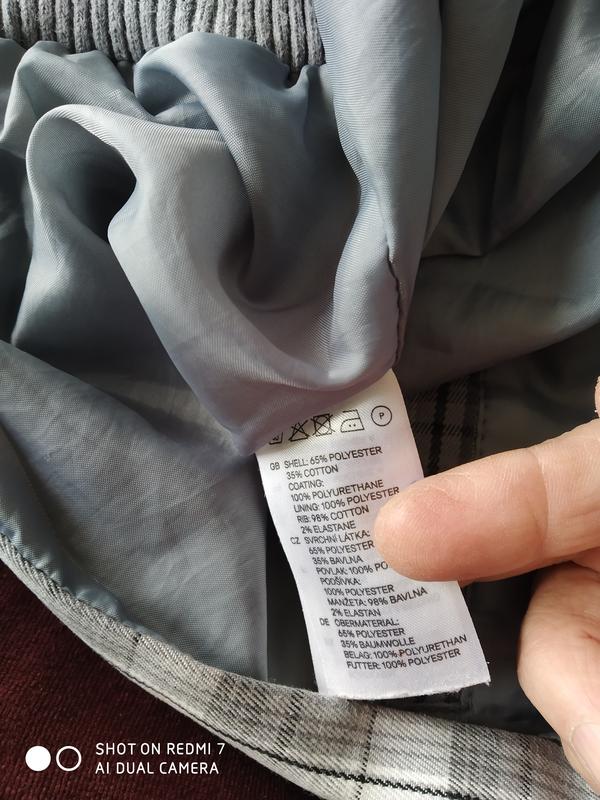 P
GB SHELL: 65% POLYESTER
35% COTTON
COATING:
100% POLYURETHANE
LINING: 100% POLYESTER
RIB: 98% COTTON
2% ELASTANE
CZ SVRCHNÍ LÁTKA:
65% POLYESTER
35% BAVLNA
POVLAK: 100% PO
PODŠÍVKA:
100% POLYESTER
MANŽETA: 98% BAVLNA
2% ELASTAN
DE OBERMATERIAL:
65% POLYESTER
35% BAUMWOLLE
BELAG: 100% POLYURETHAN
FUTTER: 100% POLYESTER
SHOT ON REDMI 7
AI DUAL CAMERA